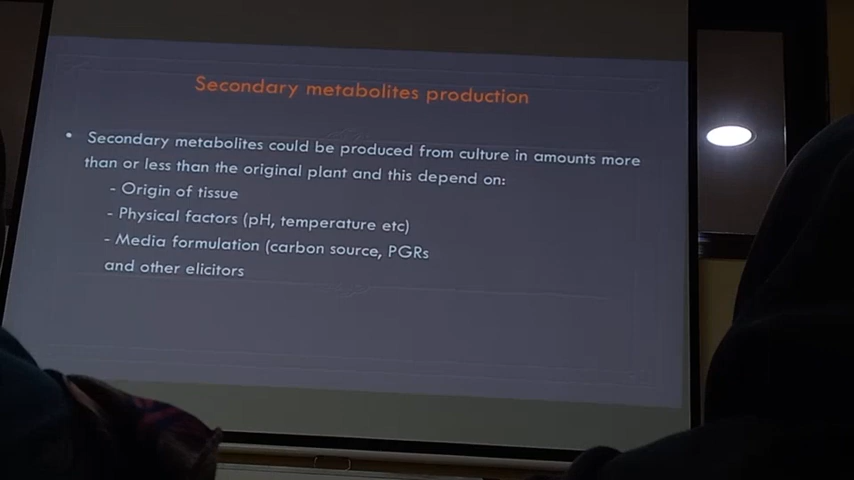 Secondary metabolites production
• Secondary metabolites could be produced from culture in amounts more
than or less than the original plant and this depend on:
- Origin of tissue
- Physical factors (pH, temperature etc)
- Media formulation (carbon source, PGRs
and other elicitors